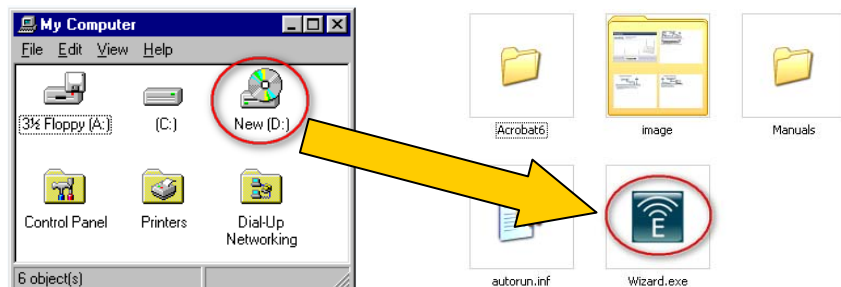 My Computer
File Edit View Help
3½ Floppy (A:)
(C:)
New (D:)
Control Panel
Printers
Dial-Up
Networking
6 object(s)
Acrobat6
image
Manuals
autorun.inf
E
Wizard.exe